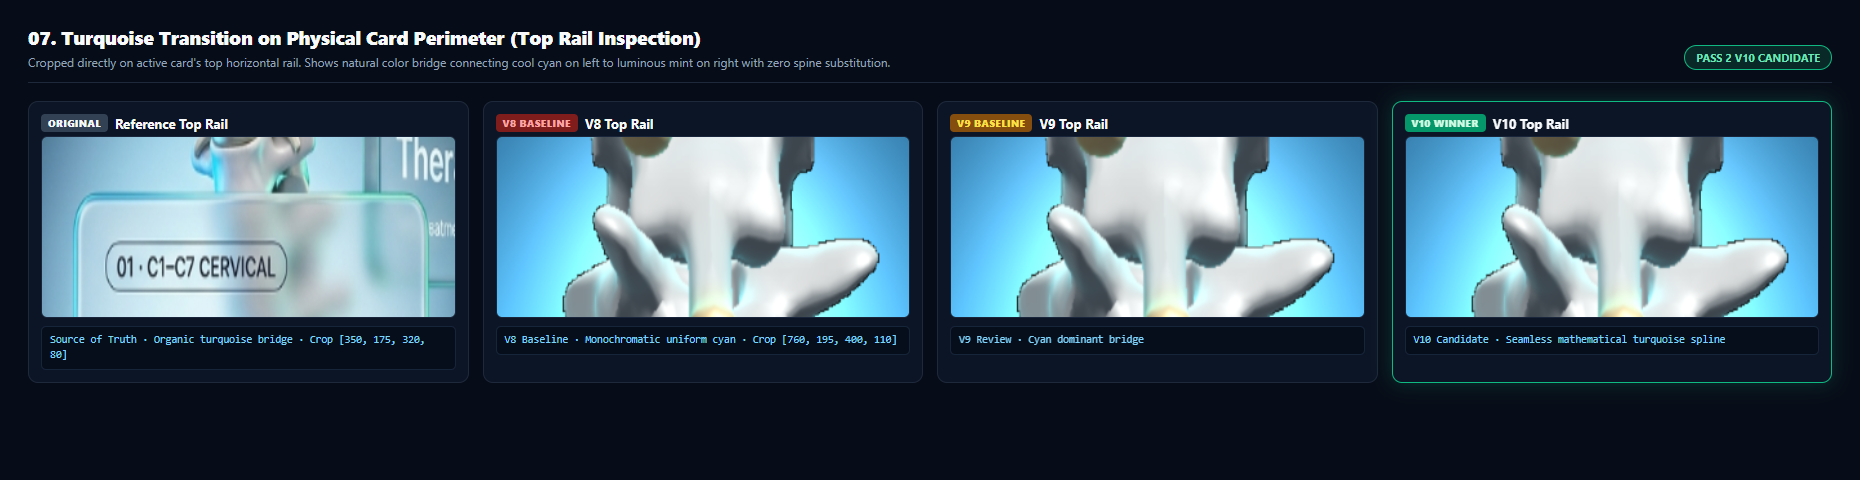 07. Turquoise Transition on Physical Card Perimeter (Top Rail Inspection)
Cropped directly on active card's top horizontal rail. Shows natural color bridge connecting cool cyan on left to luminous mint on right with zero spine substitution.
PASS 2 V10 CANDIDATE
ORIGINAL Reference Top Rail
Ther
eatme
01 · C1–C7 CERVICAL
Source of Truth · Organic turquoise bridge · Crop [350, 175, 320,
80]
V8 BASELINE V8 Top Rail
V8 Baseline · Monochromatic uniform cyan · Crop [760, 195, 400, 110]
V9 BASELINE V9 Top Rail
V9 Review · Cyan dominant bridge
V10 WINNER V10 Top Rail
V10 Candidate · Seamless mathematical turquoise spline